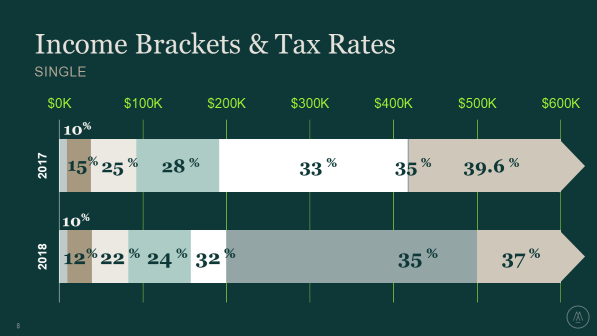 Income Brackets & Tax Rates
SINGLE
$0K $100K $200K $300K $400K $500K $600K
10%
2017 15% 25% 28% 33% 35% 39.6%
10%
2018 12% 22% 24% 32% 35% 37%
8